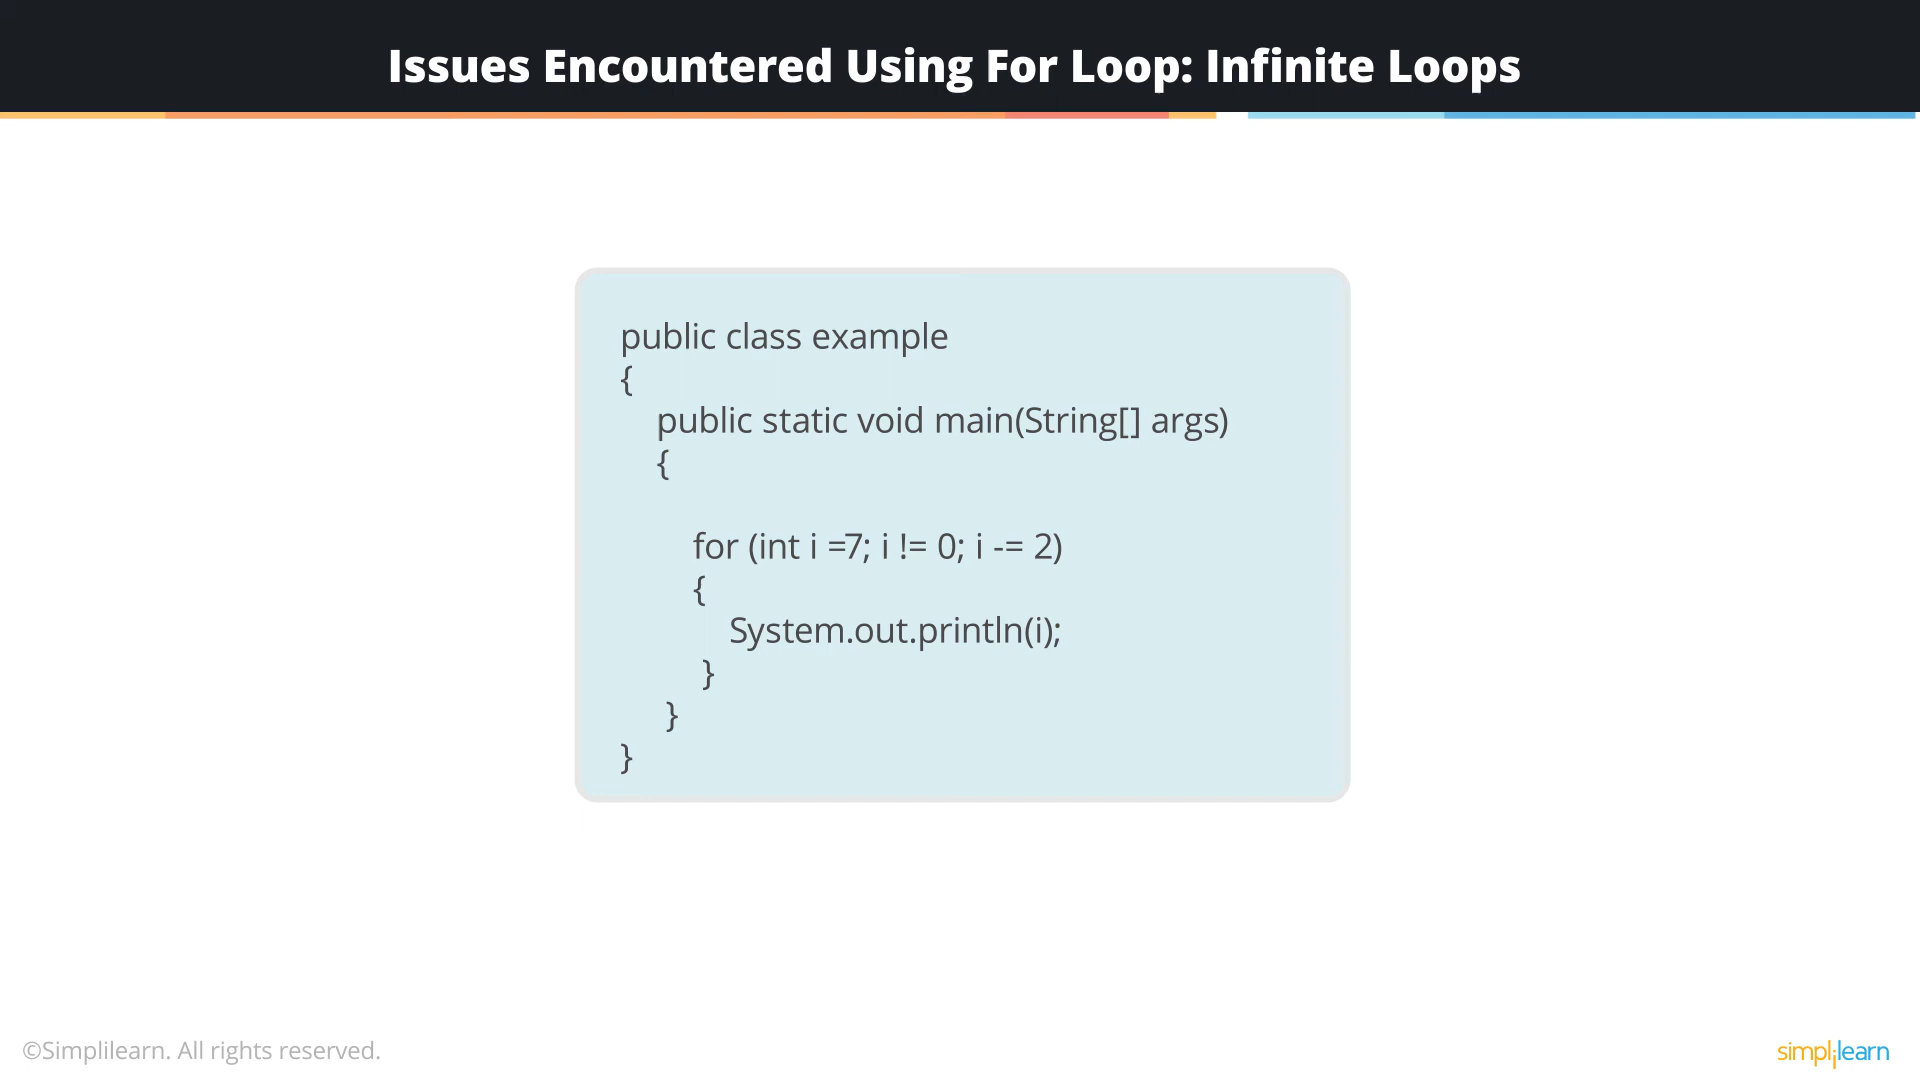 Issues Encountered Using For Loop: Infinite Loops
public class example
{
public static void main(String[] args)
{
for (int i =7; i != 0; i -= 2)
{
System.out.println(i);
}
}
}
©Simplilearn. All rights reserved.
simplilearn